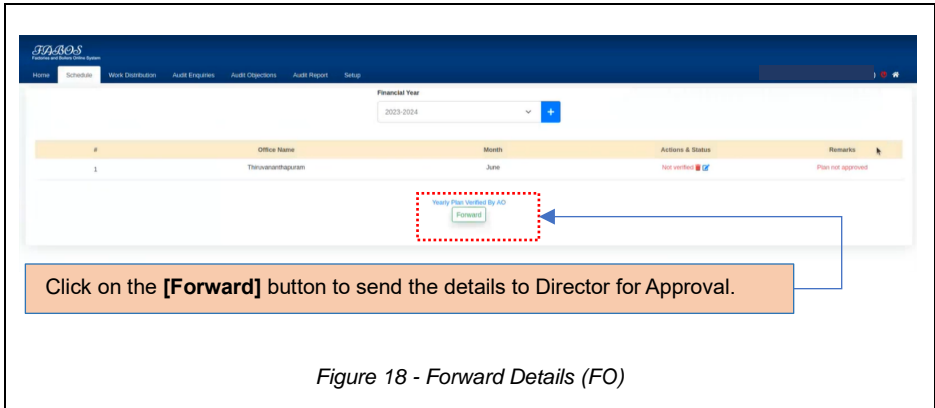 FABOS
Factories and Boilers Online System
Home Schedule Work Distribution Audit Enquiries Audit Objections Audit Report Setup )
Financial Year
2023-2024 +
# Office Name Month Actions & Status Remarks
1 Thiruvananthapuram June Not verified Plan not approved
Yearly Plan Verified By AO
Forward
Click on the [Forward] button to send the details to Director for Approval.
Figure 18 - Forward Details (FO)